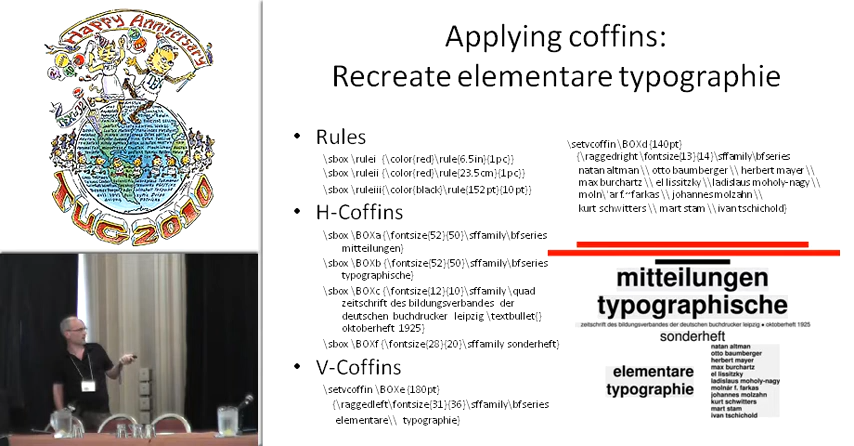 Happy Anniversary
TUG 2010
Applying coffins:
Recreate elementare typographie
• Rules
\sbox \rulei {\color{red}\rule{6.5in}{1pc}}
\sbox \ruleii {\color{red}\rule{23.5cm}{1pc}}
\sbox \ruleiii{\color{black}\rule{152pt}{10pt}}
• H-Coffins
\sbox \BOXa {\fontsize{52}{50}\sffamily\bfseries
mitteilungen}
\sbox \BOXb {\fontsize{52}{50}\sffamily\bfseries
typographische}
\sbox \BOXc {\fontsize{12}{10}\sffamily \quad
zeitschrift des bildungsverbandes der
deutschen buchdrucker leipzig \textbullet{}
oktoberheft 1925}
\sbox \BOXf {\fontsize{28}{20}\sffamily sonderheft}
• V-Coffins
\setvcoffin \BOXe {180pt}
{\raggedleft\fontsize{31}{36}\sffamily\bfseries
elementare\\ typographie}
\setvcoffin \BOXd {140pt}
{\raggedright \fontsize{13}{14}\sffamily\bfseries
natan altman \\ otto baumberger \\ herbert mayer \\
max burchartz \\ el lissitzky \\ladislaus moholy-nagy \\
moln\'ar f.~farkas \\ johannes molzahn \\
kurt schwitters \\ mart stam \\ivan tschichold}
mitteilungen
typographische
zeitschrift des bildungsverbandes der deutschen buchdrucker leipzig • oktoberheft 1925
sonderheft
elementare
typographie
natan altman
otto baumberger
herbert mayer
max burchartz
el lissitzky
ladislaus moholy-nagy
molnár f. farkas
johannes molzahn
kurt schwitters
mart stam
ivan tschichold